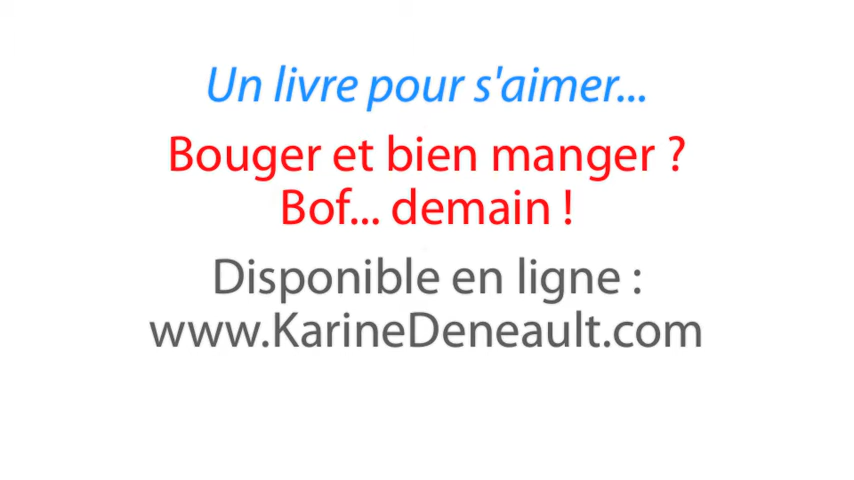 Un livre pour s'aimer...
Bouger et bien manger ?
Bof... demain !
Disponible en ligne :
www.KarineDeneault.com